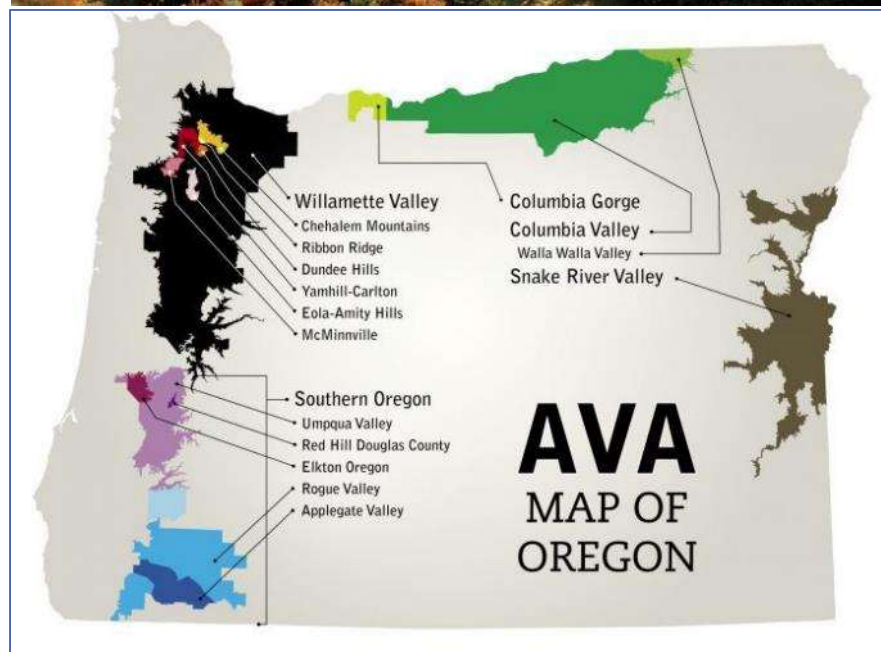 Willamette Valley
Chehalem Mountains
Ribbon Ridge
Dundee Hills
Yamhill-Carlton
Eola-Amity Hills
McMinnville
Southern Oregon
Umpqua Valley
Red Hill Douglas County
Elkton Oregon
Rogue Valley
Applegate Valley
Columbia Gorge
Columbia Valley
Walla Walla Valley
Snake River Valley
AVA
MAP OF
OREGON